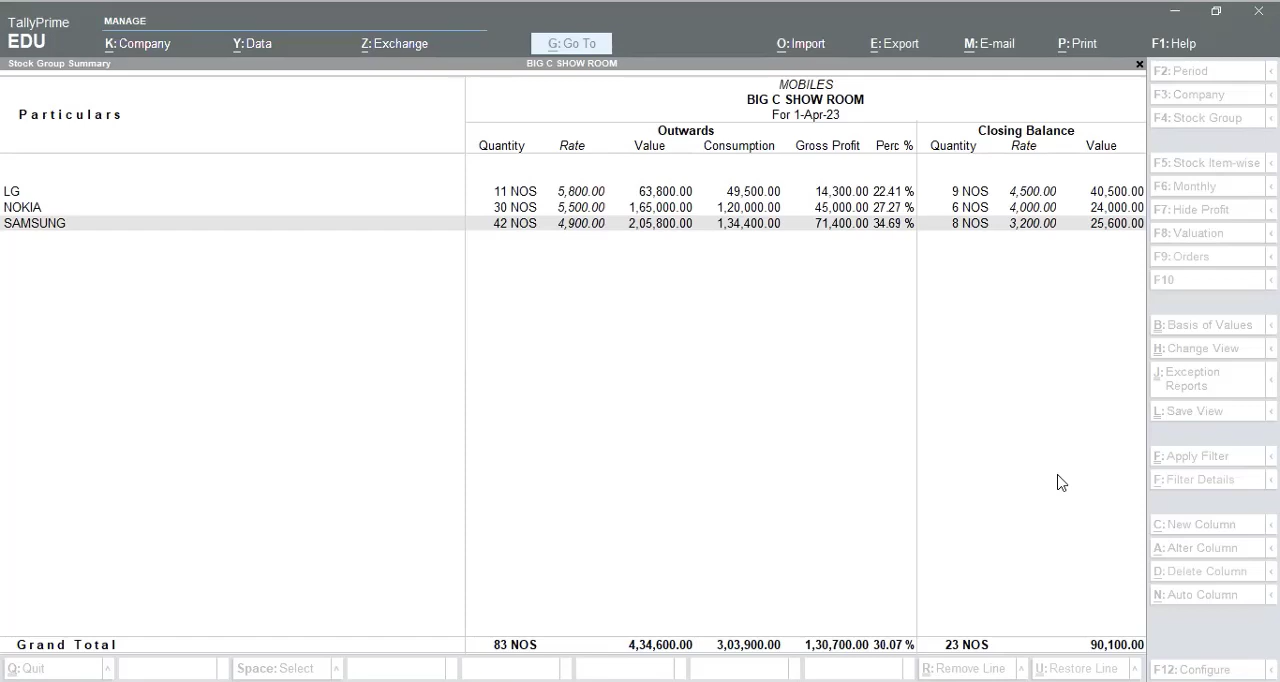 TallyPrime
EDU
MANAGE
K: Company
Y: Data
Z: Exchange
G: Go To
O: Import
E: Export
M: E-mail
P: Print
F1: Help
Stock Group Summary
BIG C SHOW ROOM
Particulars
MOBILES
BIG C SHOW ROOM
For 1-Apr-23
Outwards
Closing Balance
Quantity Rate Value Consumption Gross Profit Perc % Quantity Rate Value
LG 11 NOS 5,800.00 63,800.00 49,500.00 14,300.00 22.41 % 9 NOS 4,500.00 40,500.00
NOKIA 30 NOS 5,500.00 1,65,000.00 1,20,000.00 45,000.00 27.27 % 6 NOS 4,000.00 24,000.00
SAMSUNG 42 NOS 4,900.00 2,05,800.00 1,34,400.00 71,400.00 34.69 % 8 NOS 3,200.00 25,600.00
Grand Total 83 NOS 4,34,600.00 3,03,900.00 1,30,700.00 30.07 % 23 NOS 90,100.00
F2: Period
F3: Company
F4: Stock Group
F5: Stock Item-wise
F6: Monthly
F7: Hide Profit
F8: Valuation
F9: Orders
F10
B: Basis of Values
H: Change View
J: Exception
Reports
L: Save View
F: Apply Filter
F: Filter Details
C: New Column
A: Alter Column
D: Delete Column
N: Auto Column
Q: Quit
Space: Select
R: Remove Line
U: Restore Line
F12: Configure